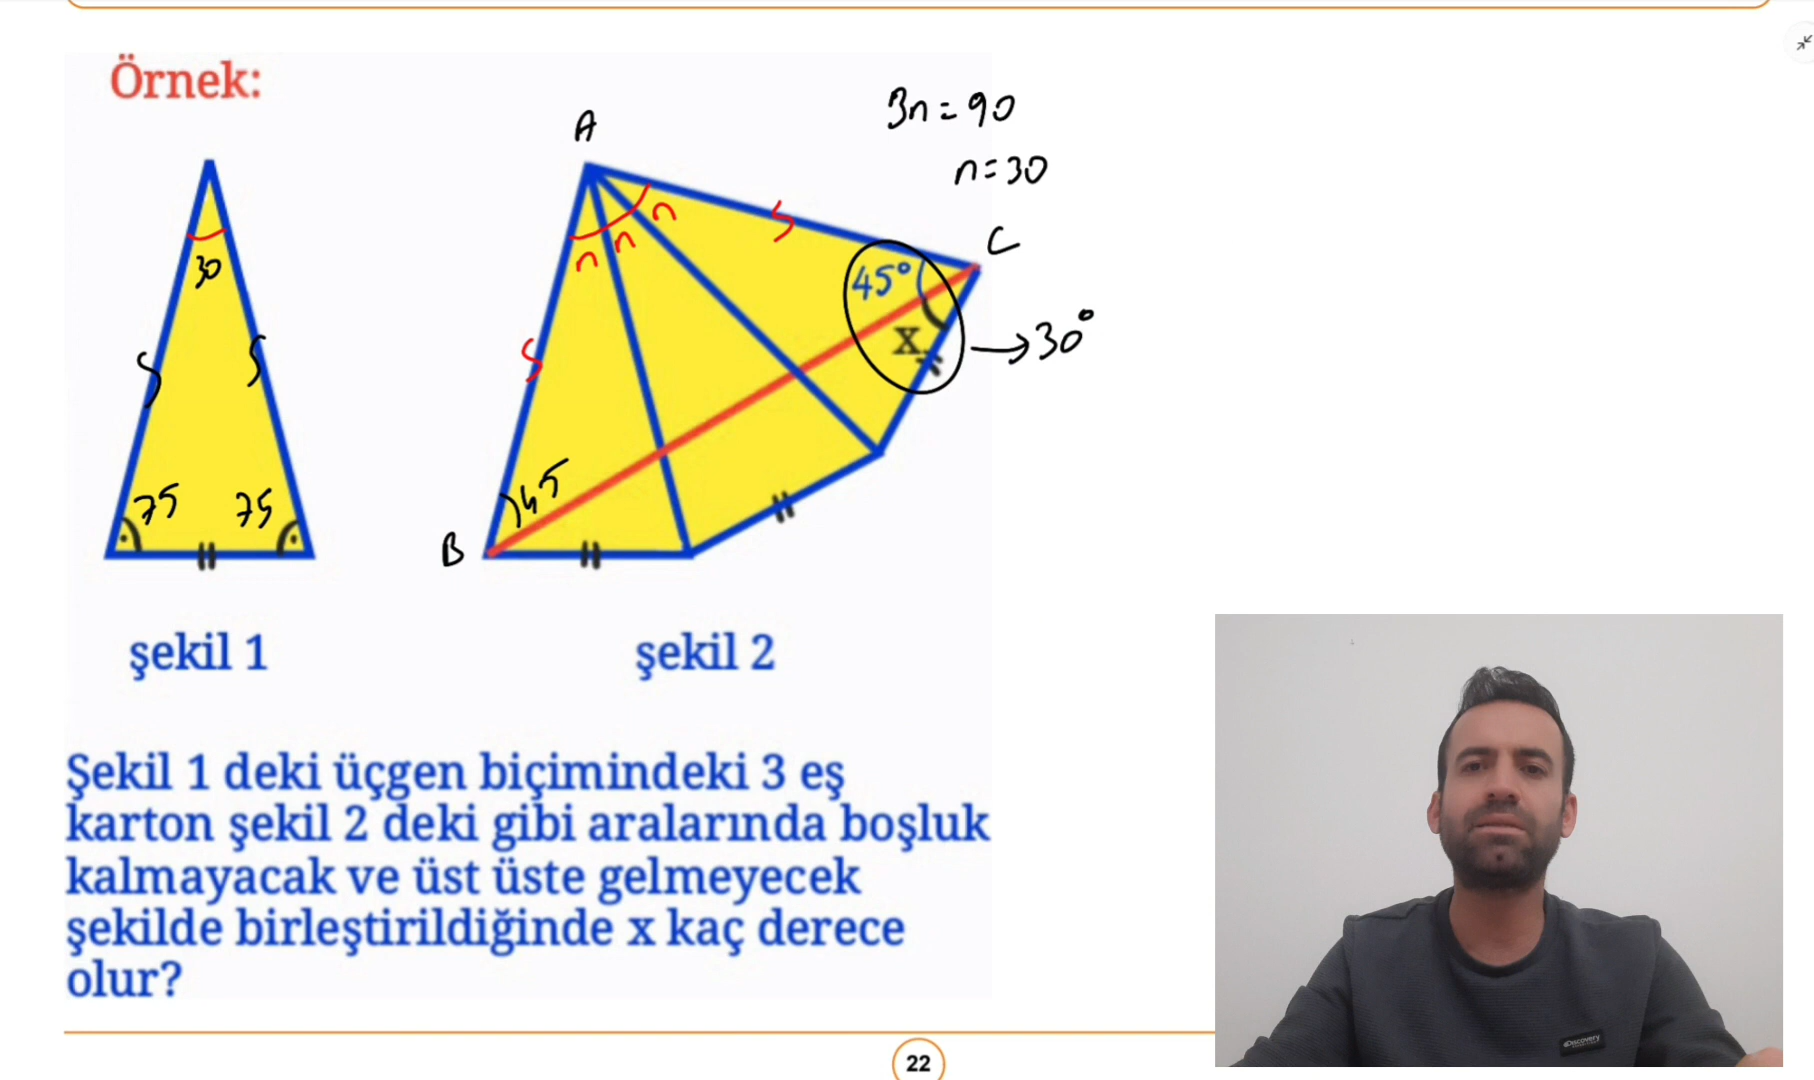 Örnek:
3n=90
n=30
A
C
n
n
n
45°
x
→30°
30
75
75
45
B
şekil 1
şekil 2
Şekil 1 deki üçgen biçimindeki 3 eş
karton şekil 2 deki gibi aralarında boşluk
kalmayacak ve üst üste gelmeyecek
şekilde birleştirildiğinde x kaç derece
olur?
22
Discovery